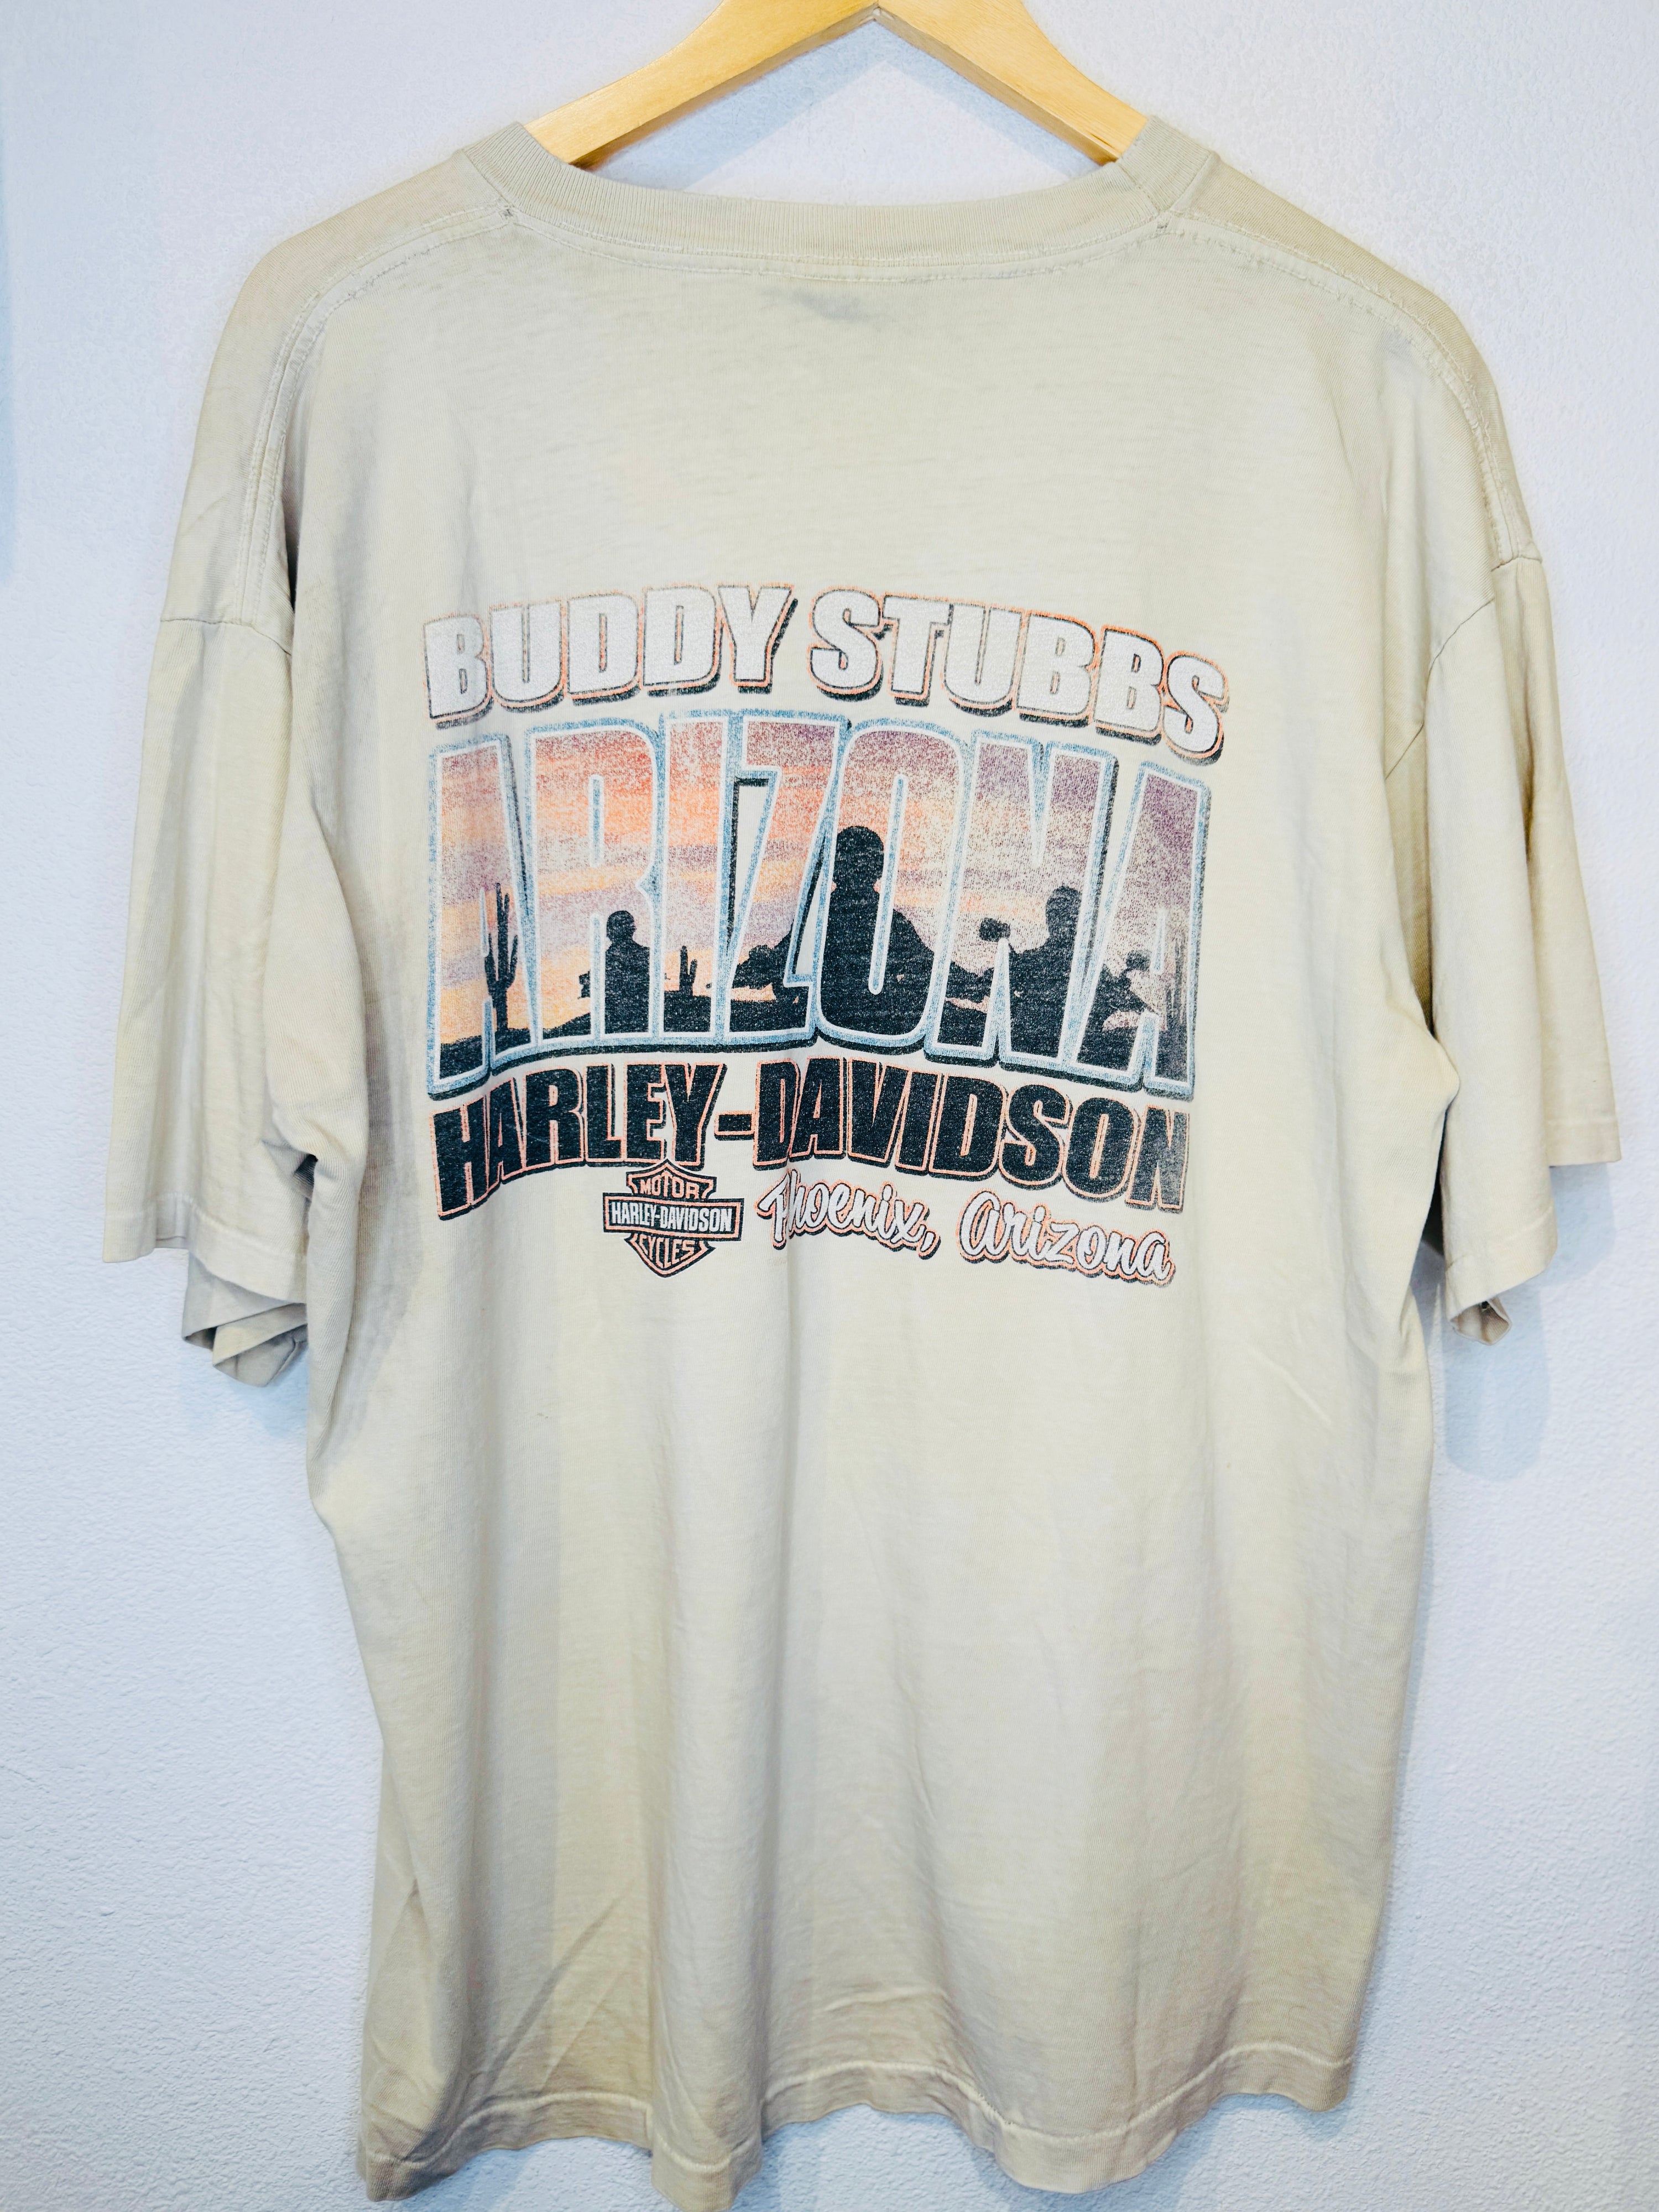 BUDDY STUBBS
ARIZONA
HARLEY-DAVIDSON
MOTOR
HARLEY-DAVIDSON
CYCLES
Phoenix, Arizona